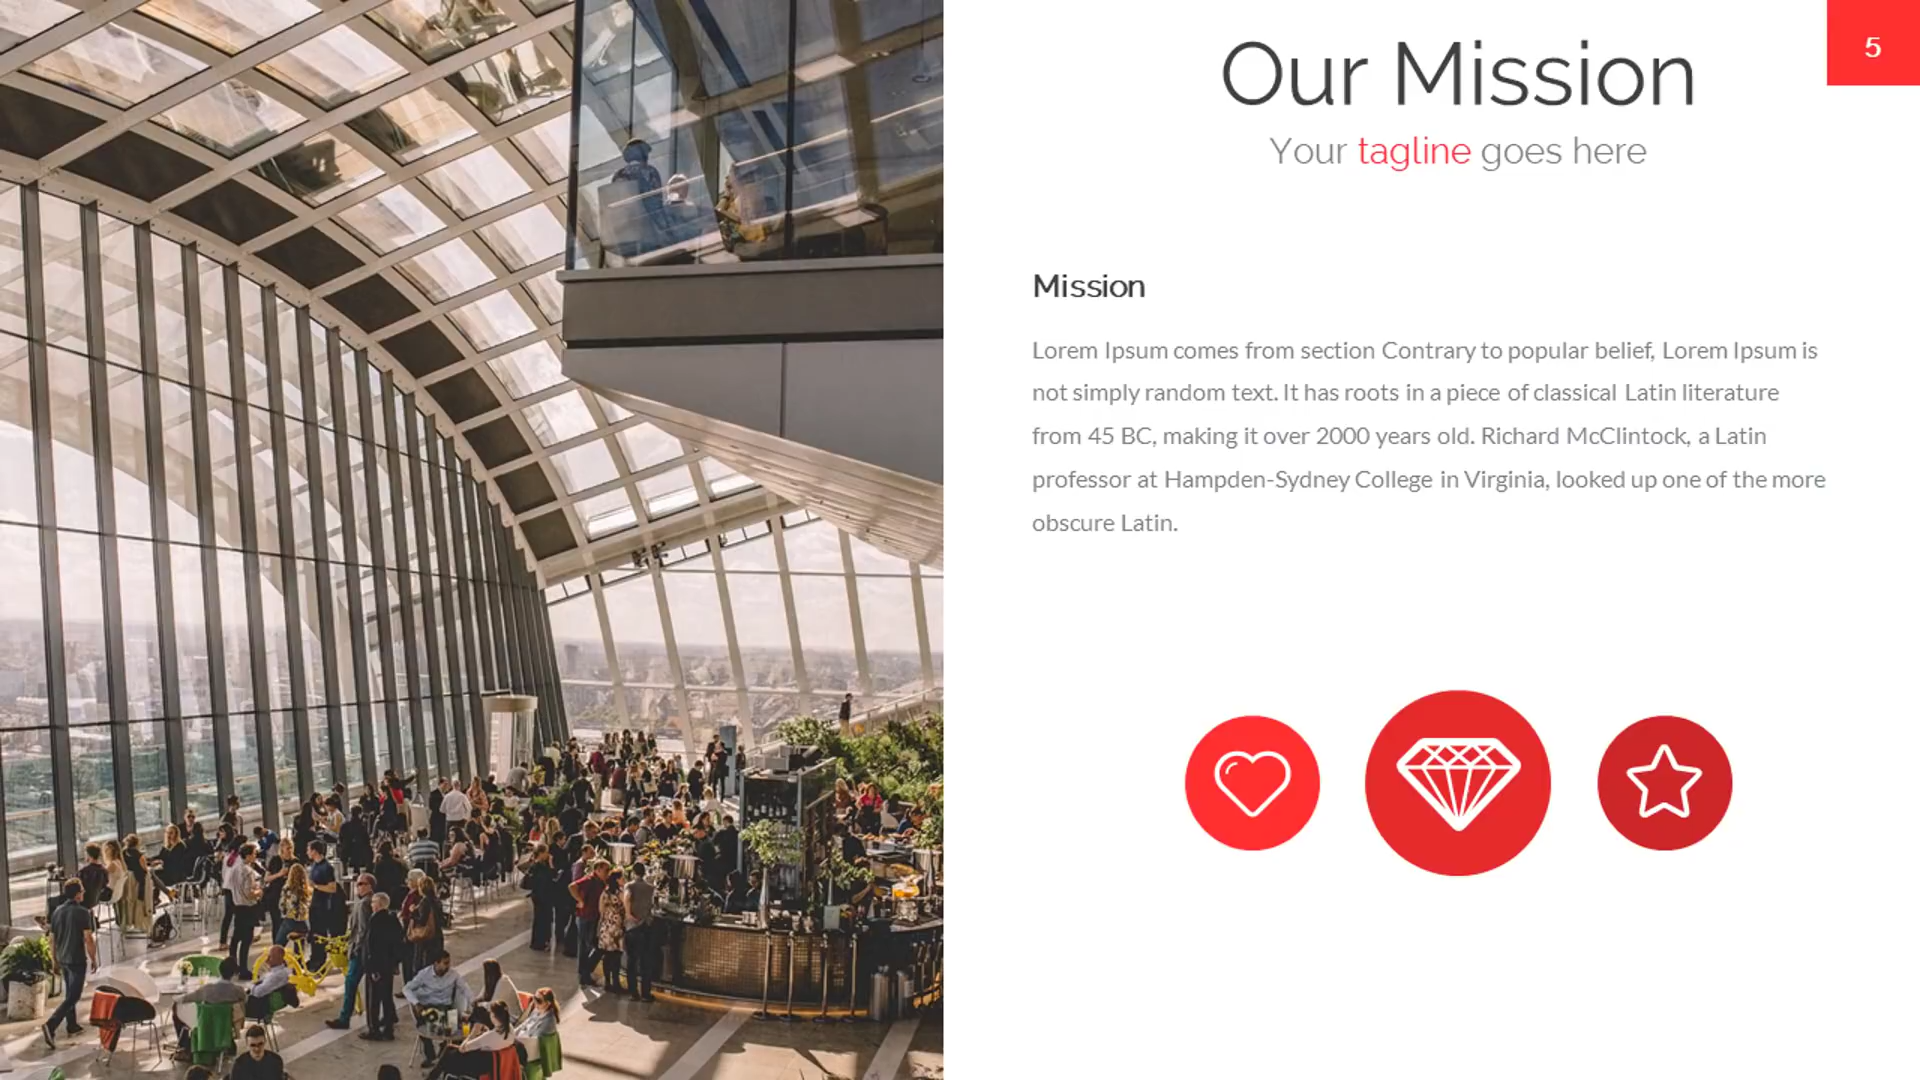 5
Our Mission
Your tagline goes here
Mission
Lorem Ipsum comes from section Contrary to popular belief, Lorem Ipsum is
not simply random text. It has roots in a piece of classical Latin literature
from 45 BC, making it over 2000 years old. Richard McClintock, a Latin
professor at Hampden-Sydney College in Virginia, looked up one of the more
obscure Latin.